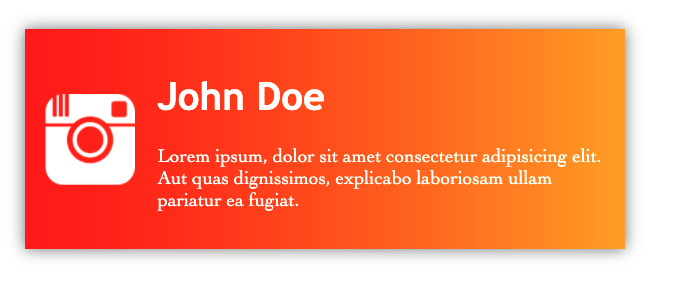 John Doe
Lorem ipsum, dolor sit amet consectetur adipisicing elit.
Aut quas dignissimos, explicabo laboriosam ullam
pariatur ea fugiat.